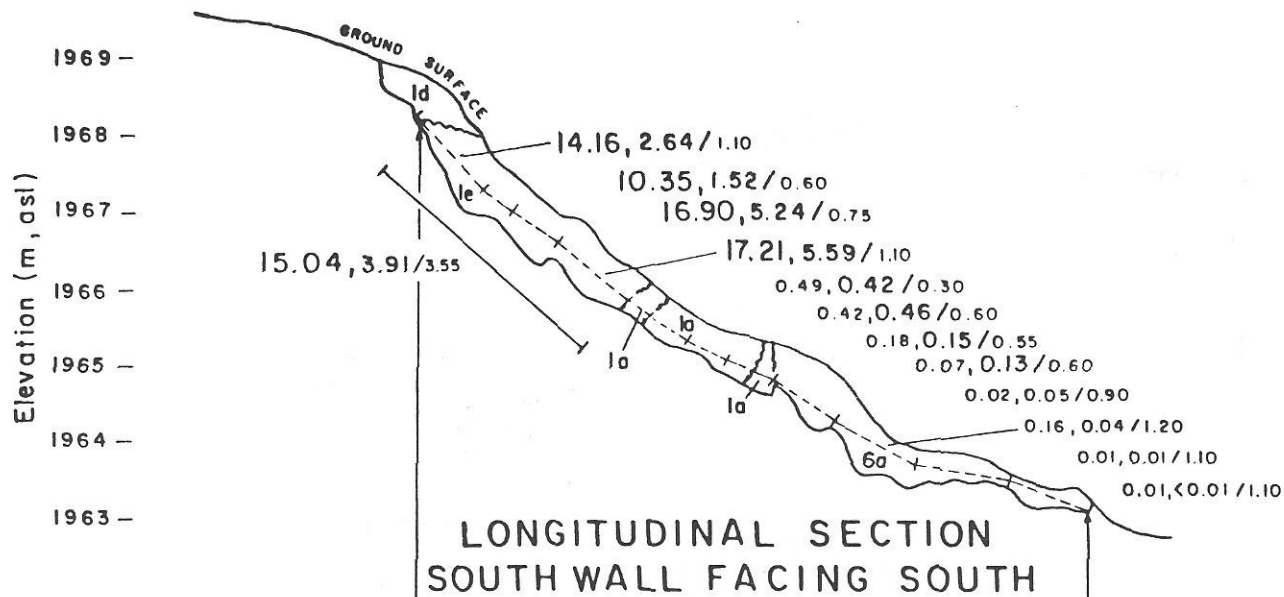 GROUND SURFACE
1969
1968
1967
1966
1965
1964
1963
Elevation (m, asl)
1d
14.16, 2.64/1.10
10.35, 1.52/0.60
1e
16.90, 5.24/0.75
17.21, 5.59/1.10
15.04, 3.91/3.55
0.49, 0.42/0.30
0.42, 0.46/0.60
1a
0.18, 0.15/0.55
1a
0.07, 0.13/0.60
0.02, 0.05/0.90
1a
0.16, 0.04/1.20
6a
0.01, 0.01/1.10
0.01, <0.01/1.10
LONGITUDINAL SECTION
SOUTH WALL FACING SOUTH